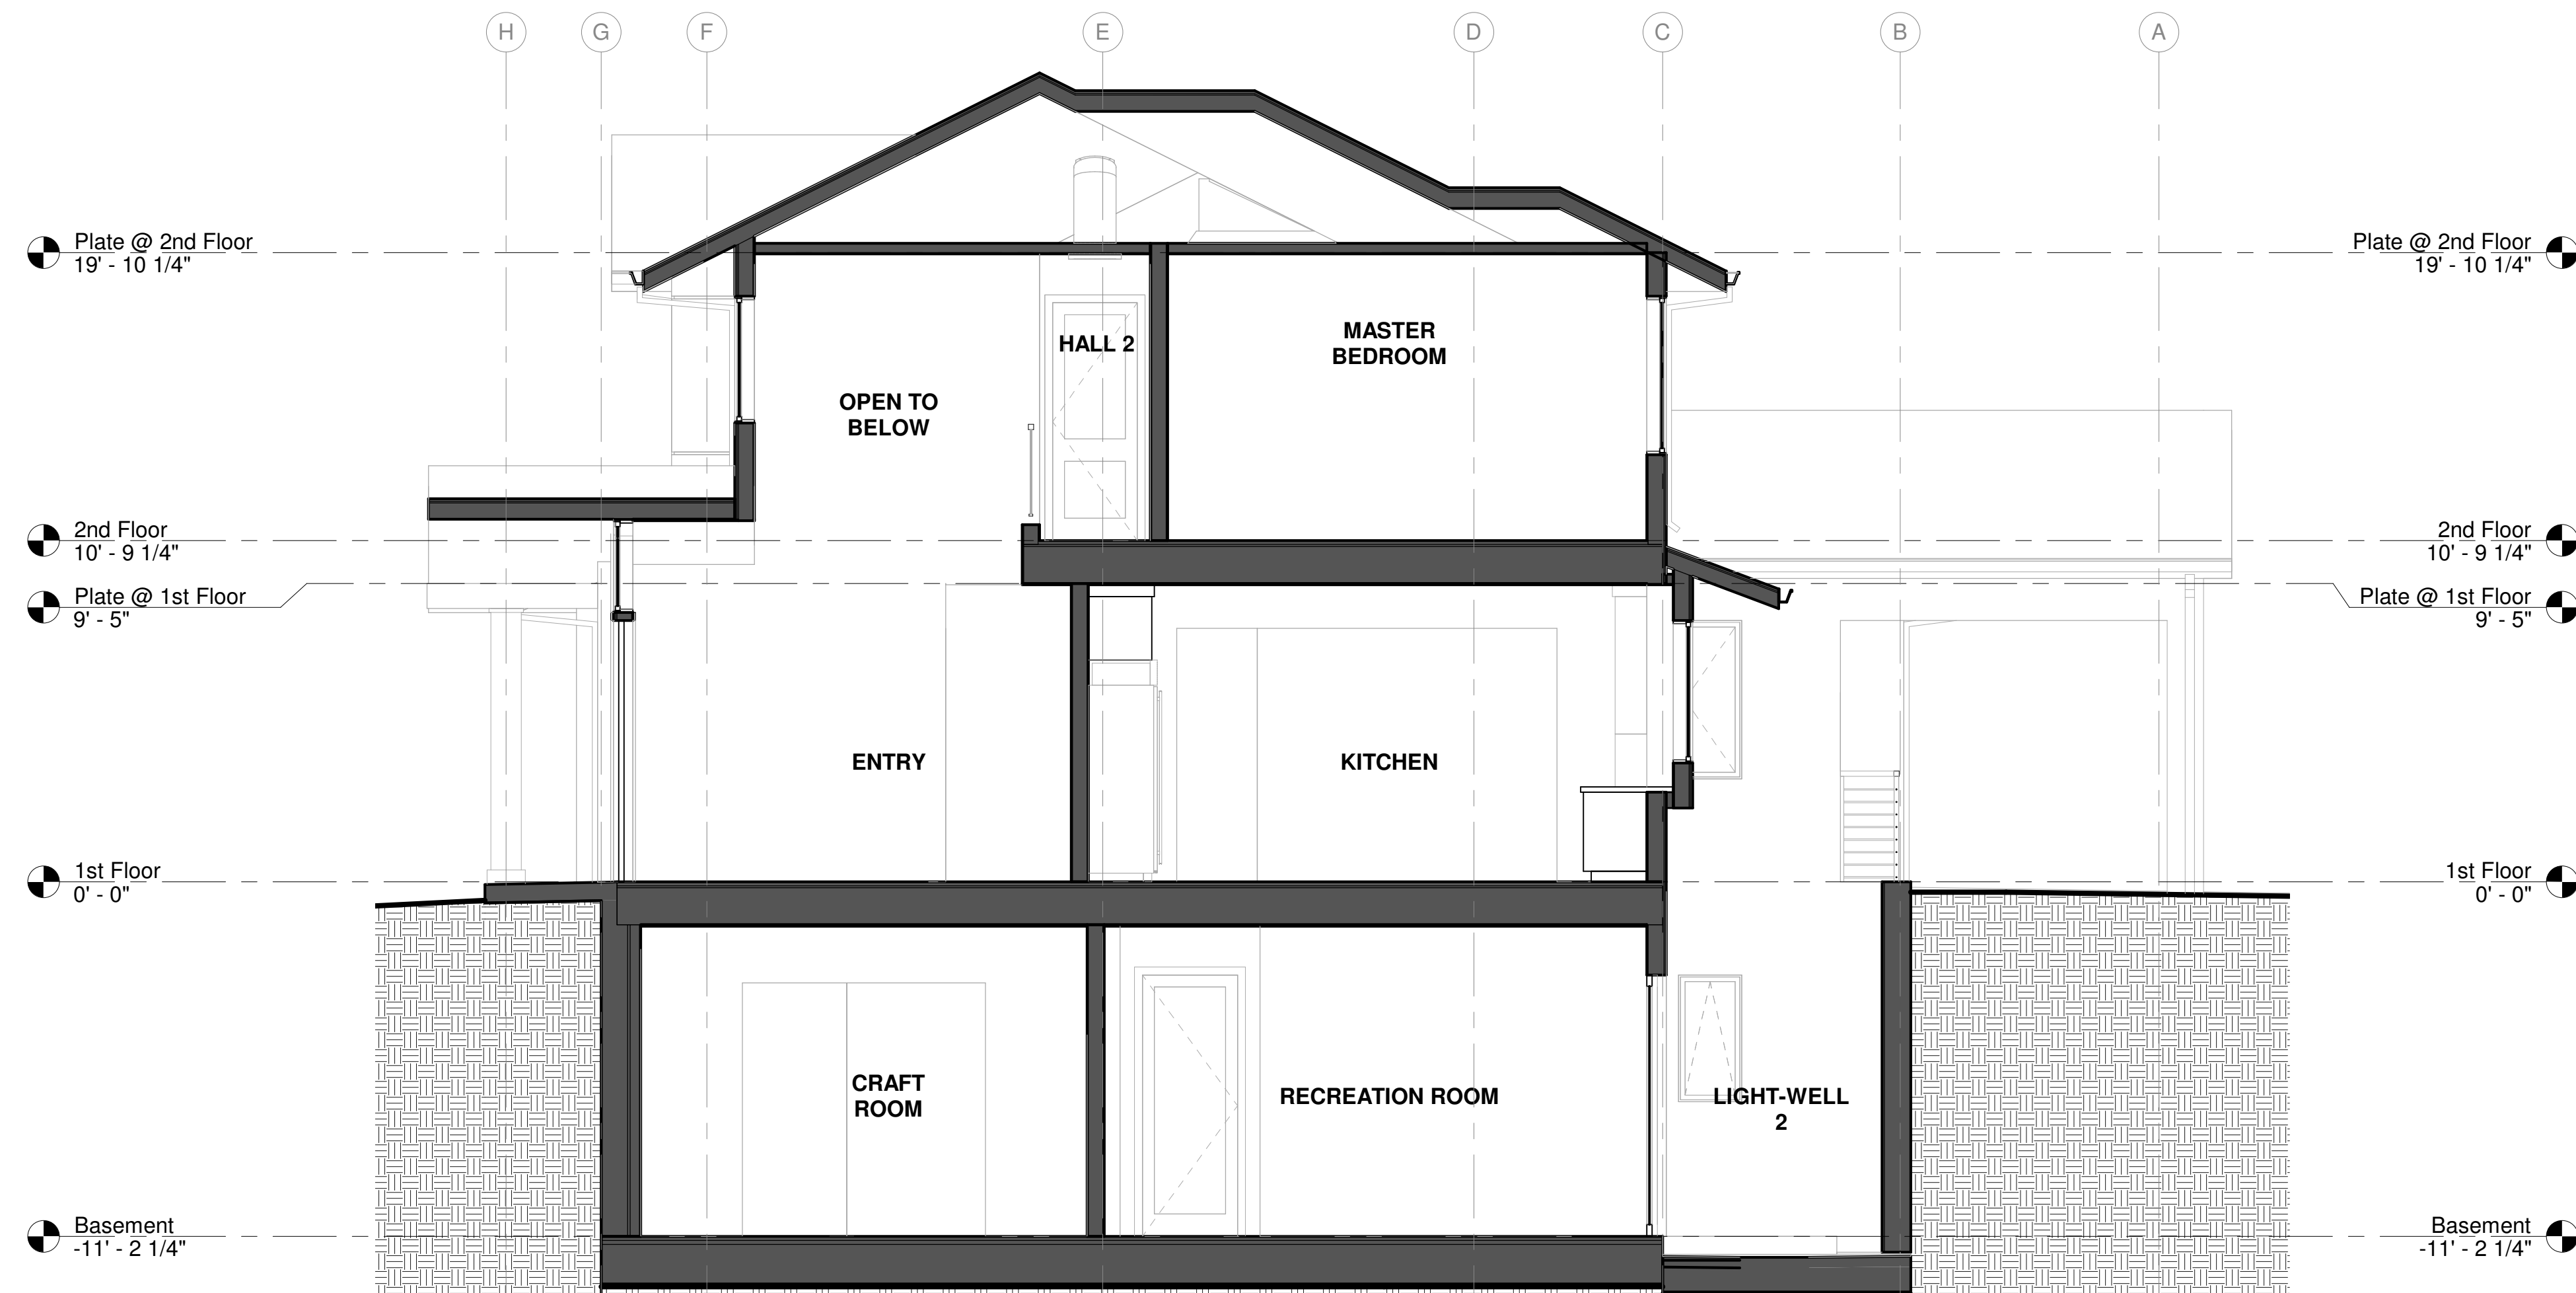 H G F E D C B A
Plate @ 2nd Floor
19' - 10 1/4"
Plate @ 2nd Floor
19' - 10 1/4"
HALL 2
MASTER
BEDROOM
OPEN TO
BELOW
2nd Floor
10' - 9 1/4"
2nd Floor
10' - 9 1/4"
Plate @ 1st Floor
9' - 5"
Plate @ 1st Floor
9' - 5"
ENTRY
KITCHEN
1st Floor
0' - 0"
1st Floor
0' - 0"
CRAFT
ROOM
RECREATION ROOM
LIGHT-WELL
2
Basement
-11' - 2 1/4"
Basement
-11' - 2 1/4"